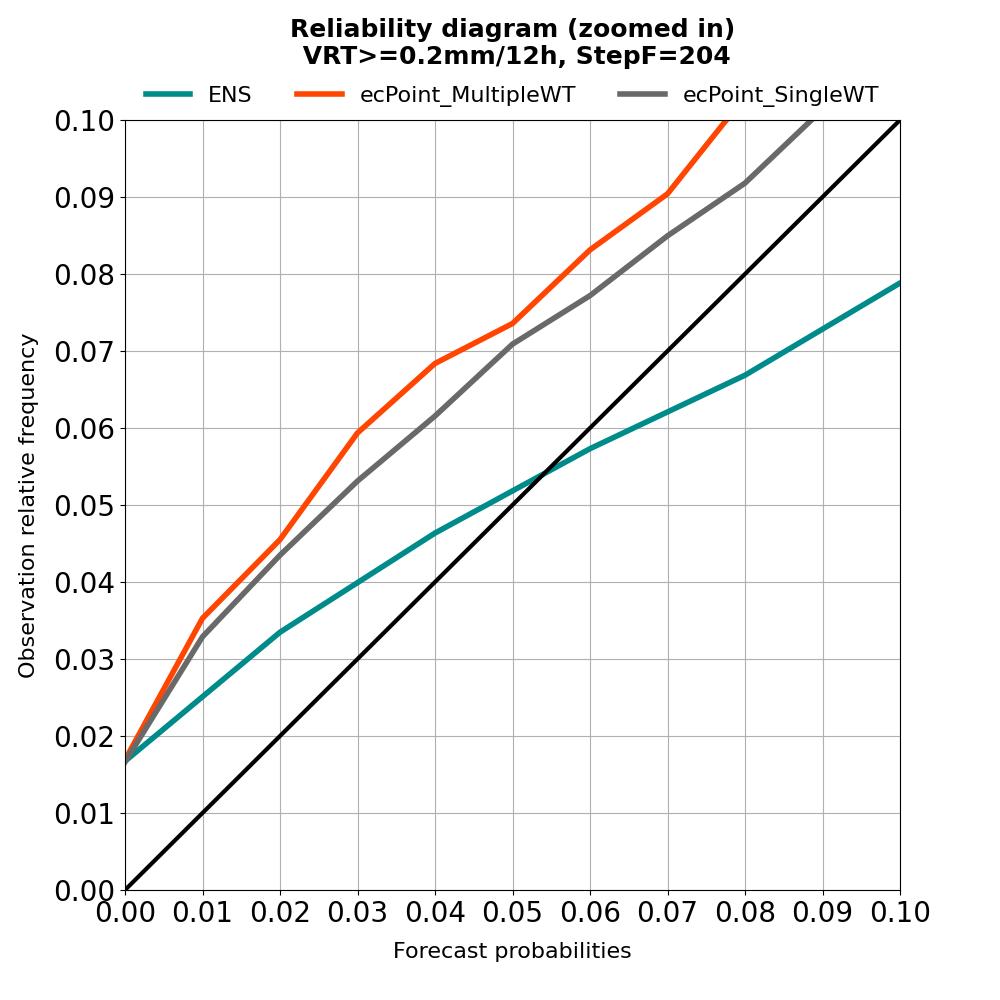 Reliability diagram (zoomed in)
VRT>=0.2mm/12h, StepF=204
ENS ecPoint_MultipleWT ecPoint_SingleWT
0.10
0.09
0.08
0.07
0.06
0.05
0.04
0.03
0.02
0.01
0.00
Observation relative frequency
0.00 0.01 0.02 0.03 0.04 0.05 0.06 0.07 0.08 0.09 0.10
Forecast probabilities